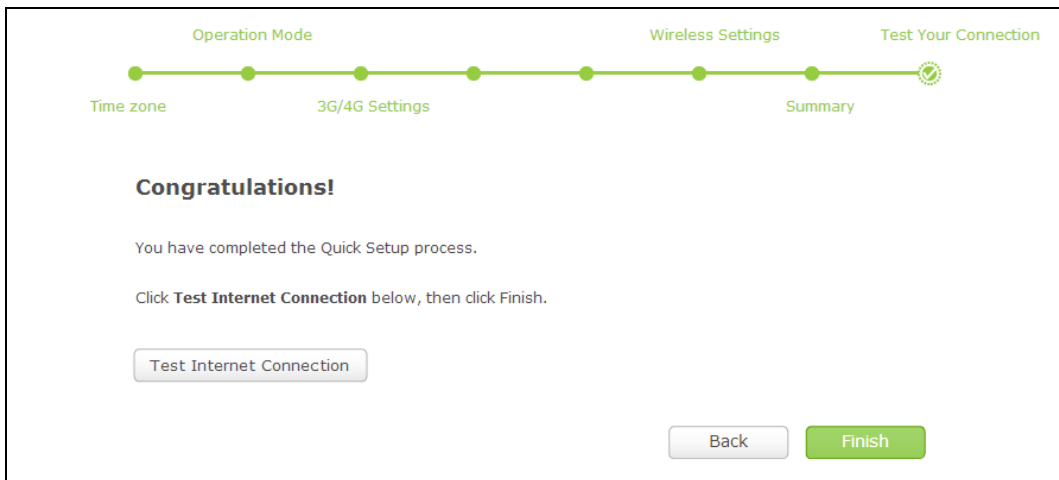 Operation Mode
Wireless Settings
Test Your Connection
Time zone
3G/4G Settings
Summary
Congratulations!
You have completed the Quick Setup process.
Click Test Internet Connection below, then click Finish.
Test Internet Connection
Back
Finish